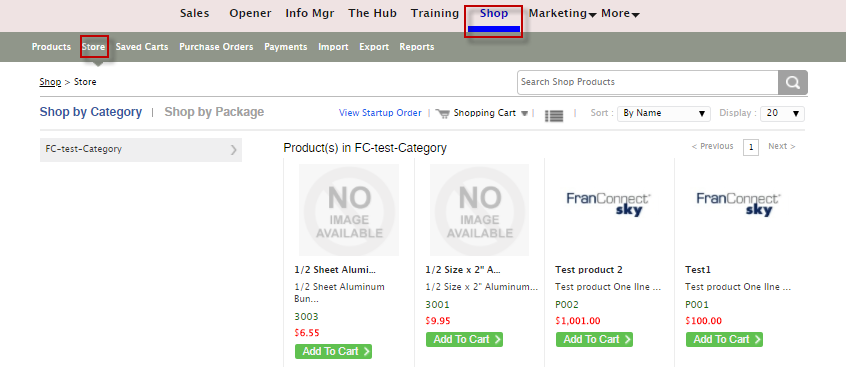 Sales Opener Info Mgr The Hub Training Shop Marketing More
Products Store Saved Carts Purchase Orders Payments Import Export Reports
Shop > Store
Search Shop Products
Shop by Category | Shop by Package
View Startup Order | Shopping Cart | | Sort : By Name Display : 20
FC-test-Category
Product(s) in FC-test-Category
< Previous 1 Next >
NO
IMAGE
AVAILABLE
1/2 Sheet Alumi...
1/2 Sheet Aluminum
Bun...
3003
$6.55
Add To Cart
NO
IMAGE
AVAILABLE
1/2 Size x 2" A...
1/2 Size x 2" Aluminum...
3001
$9.95
Add To Cart
FranConnect
sky
Test product 2
Test product One lIne ...
P002
$1,001.00
Add To Cart
FranConnect
sky
Test1
Test product One lIne ...
P001
$100.00
Add To Cart